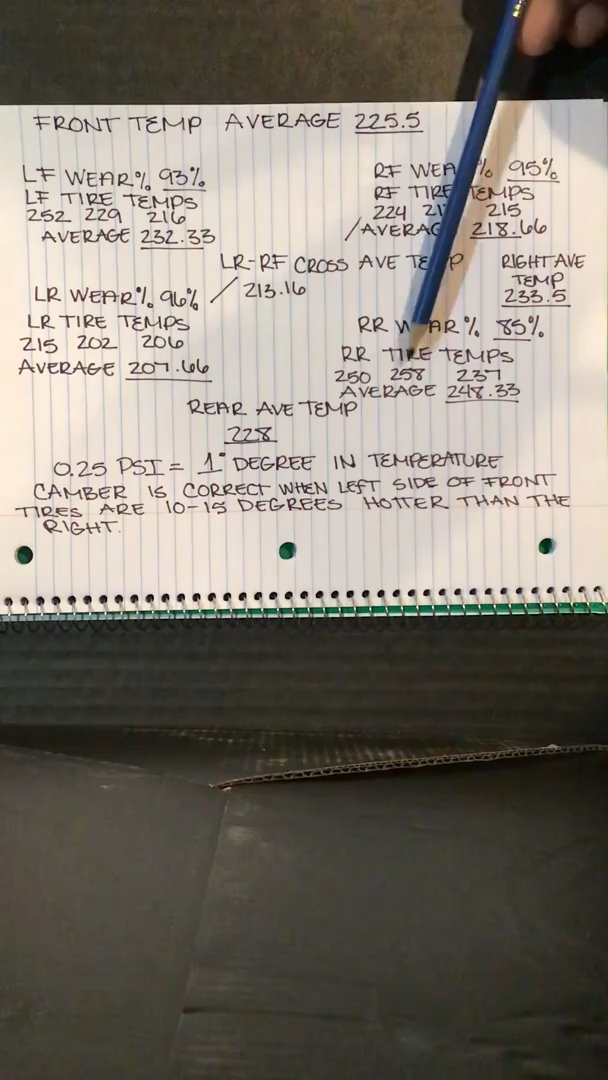 FRONT TEMP AVERAGE 225.5
LF WEAR% 93%
LF TIRE TEMPS
252 229 216
AVERAGE 232.33
RF 95%
RF TIRE TEMPS
224 215
/AVERAGE 218.66
LR-RF CROSS AVE TEMP
/ 213.16
RIGHT AVE
TEMP
233.5
LR WEAR% 96%
LR TIRE TEMPS
215 202 206
AVERAGE 207.66
RR WEAR% 85%
RR TIRE TEMPS
250 258 237
AVERAGE 248.33
REAR AVE TEMP
228
0.25 PSI = 1° DEGREE IN TEMPERATURE
CAMBER IS CORRECT WHEN LEFT SIDE OF FRONT
TIRES ARE 10-15 DEGREES HOTTER THAN THE
RIGHT.